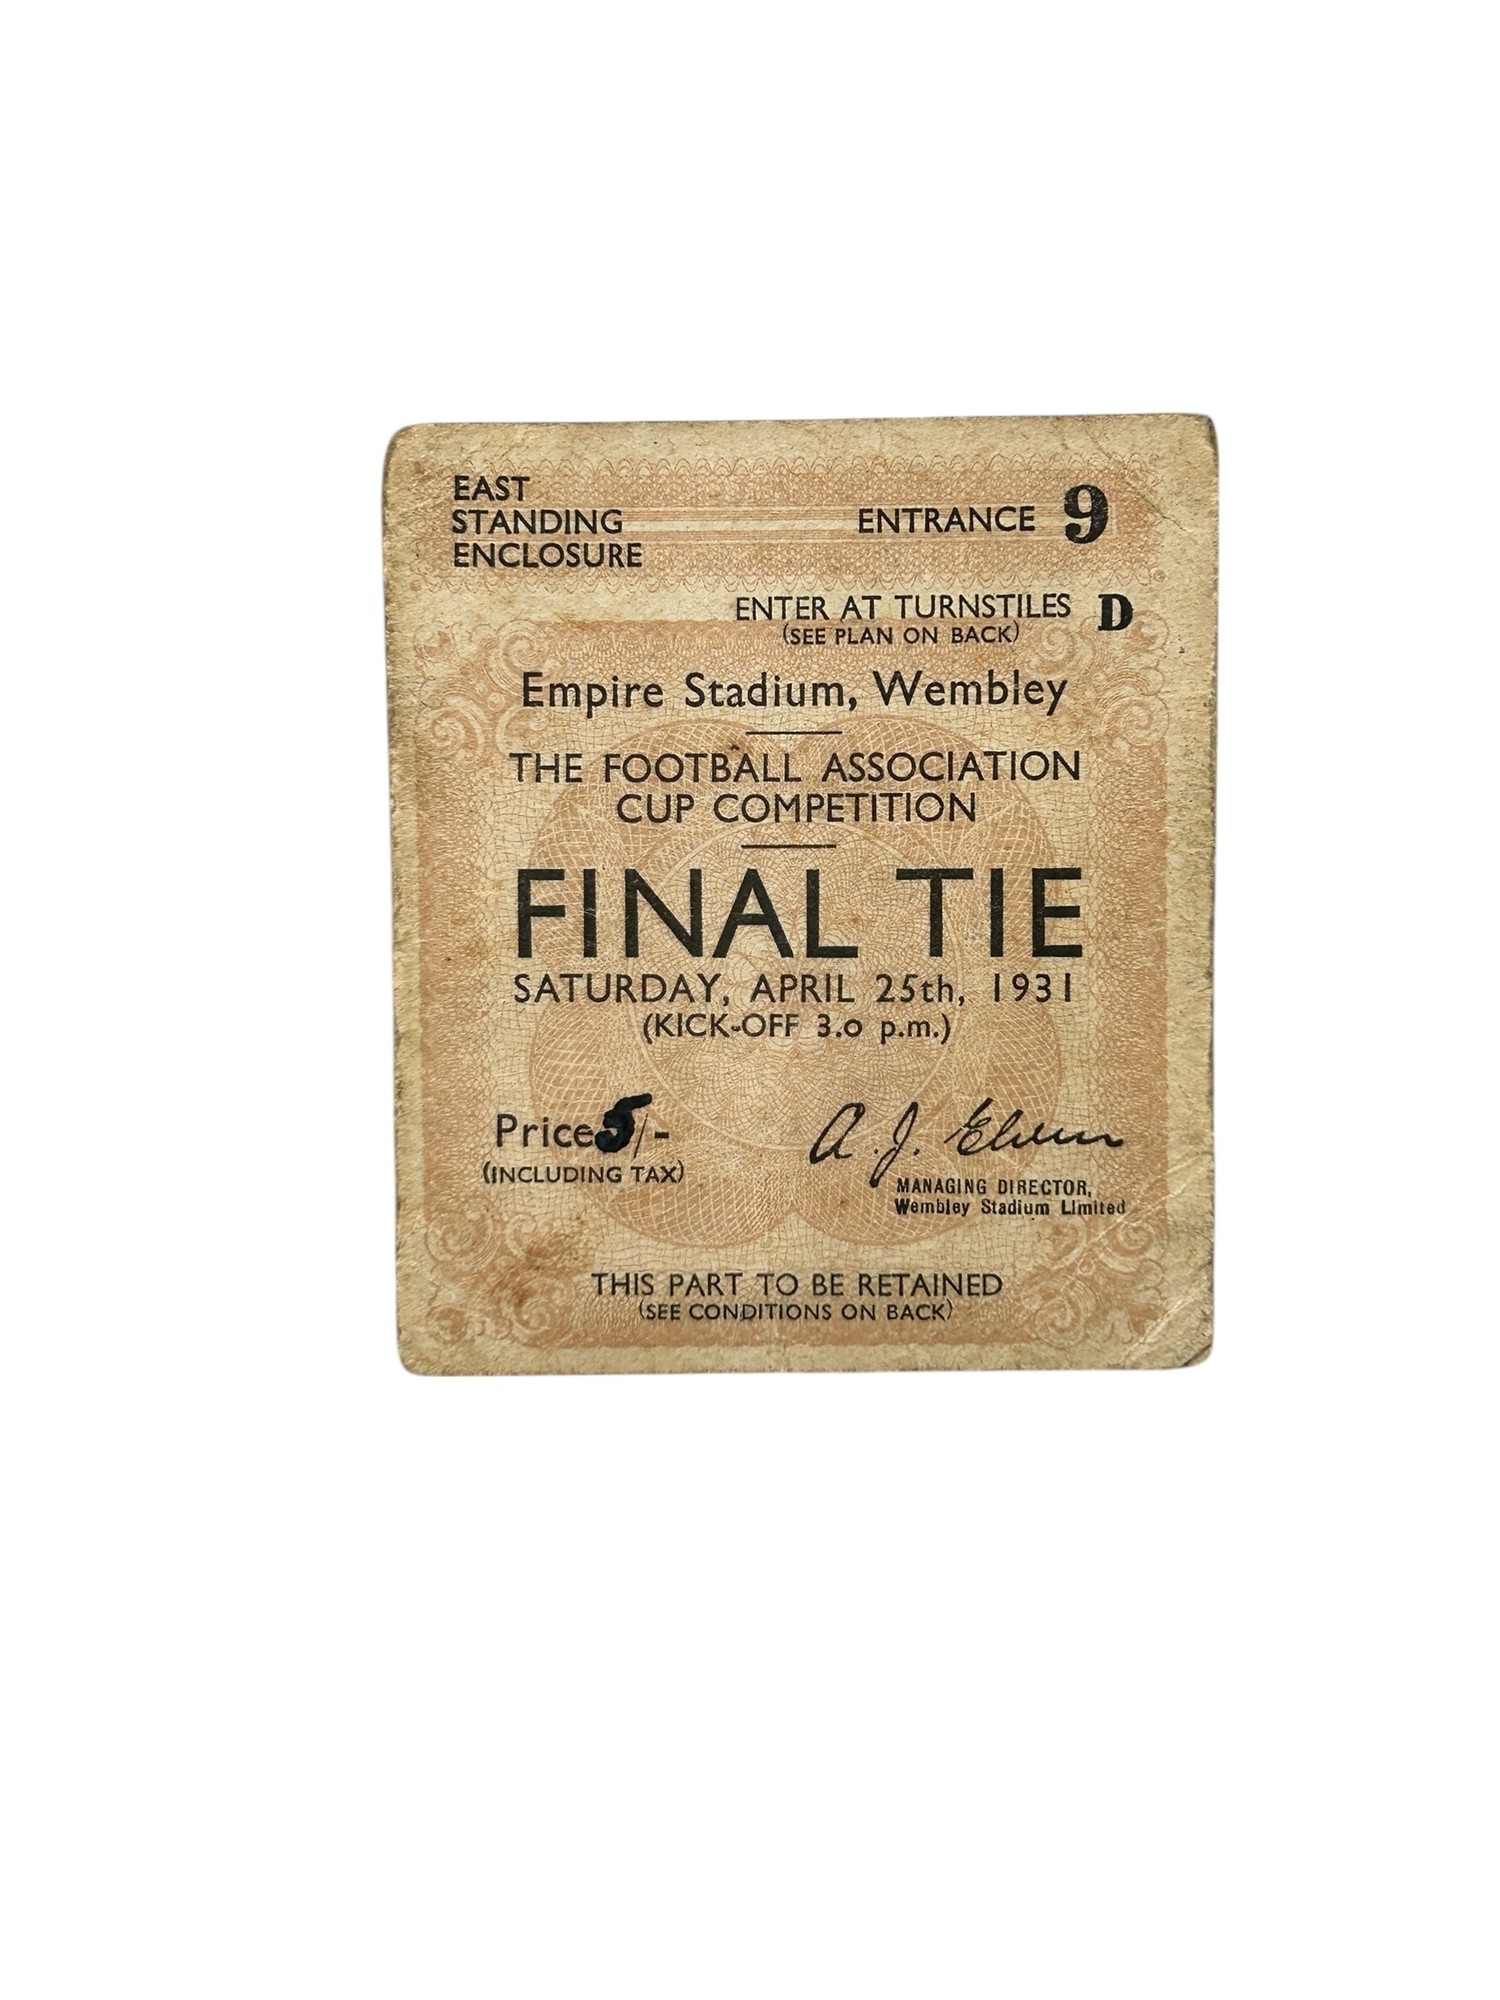 EAST
STANDING
ENCLOSURE
ENTRANCE 9
ENTER AT TURNSTILES D
(SEE PLAN ON BACK)
Empire Stadium, Wembley
THE FOOTBALL ASSOCIATION
CUP COMPETITION
FINAL TIE
SATURDAY, APRIL 25th, 1931
(KICK-OFF 3.0 p.m.)
Price 5/-
(INCLUDING TAX)
A. J. Elvin
MANAGING DIRECTOR,
Wembley Stadium Limited
THIS PART TO BE RETAINED
(SEE CONDITIONS ON BACK)